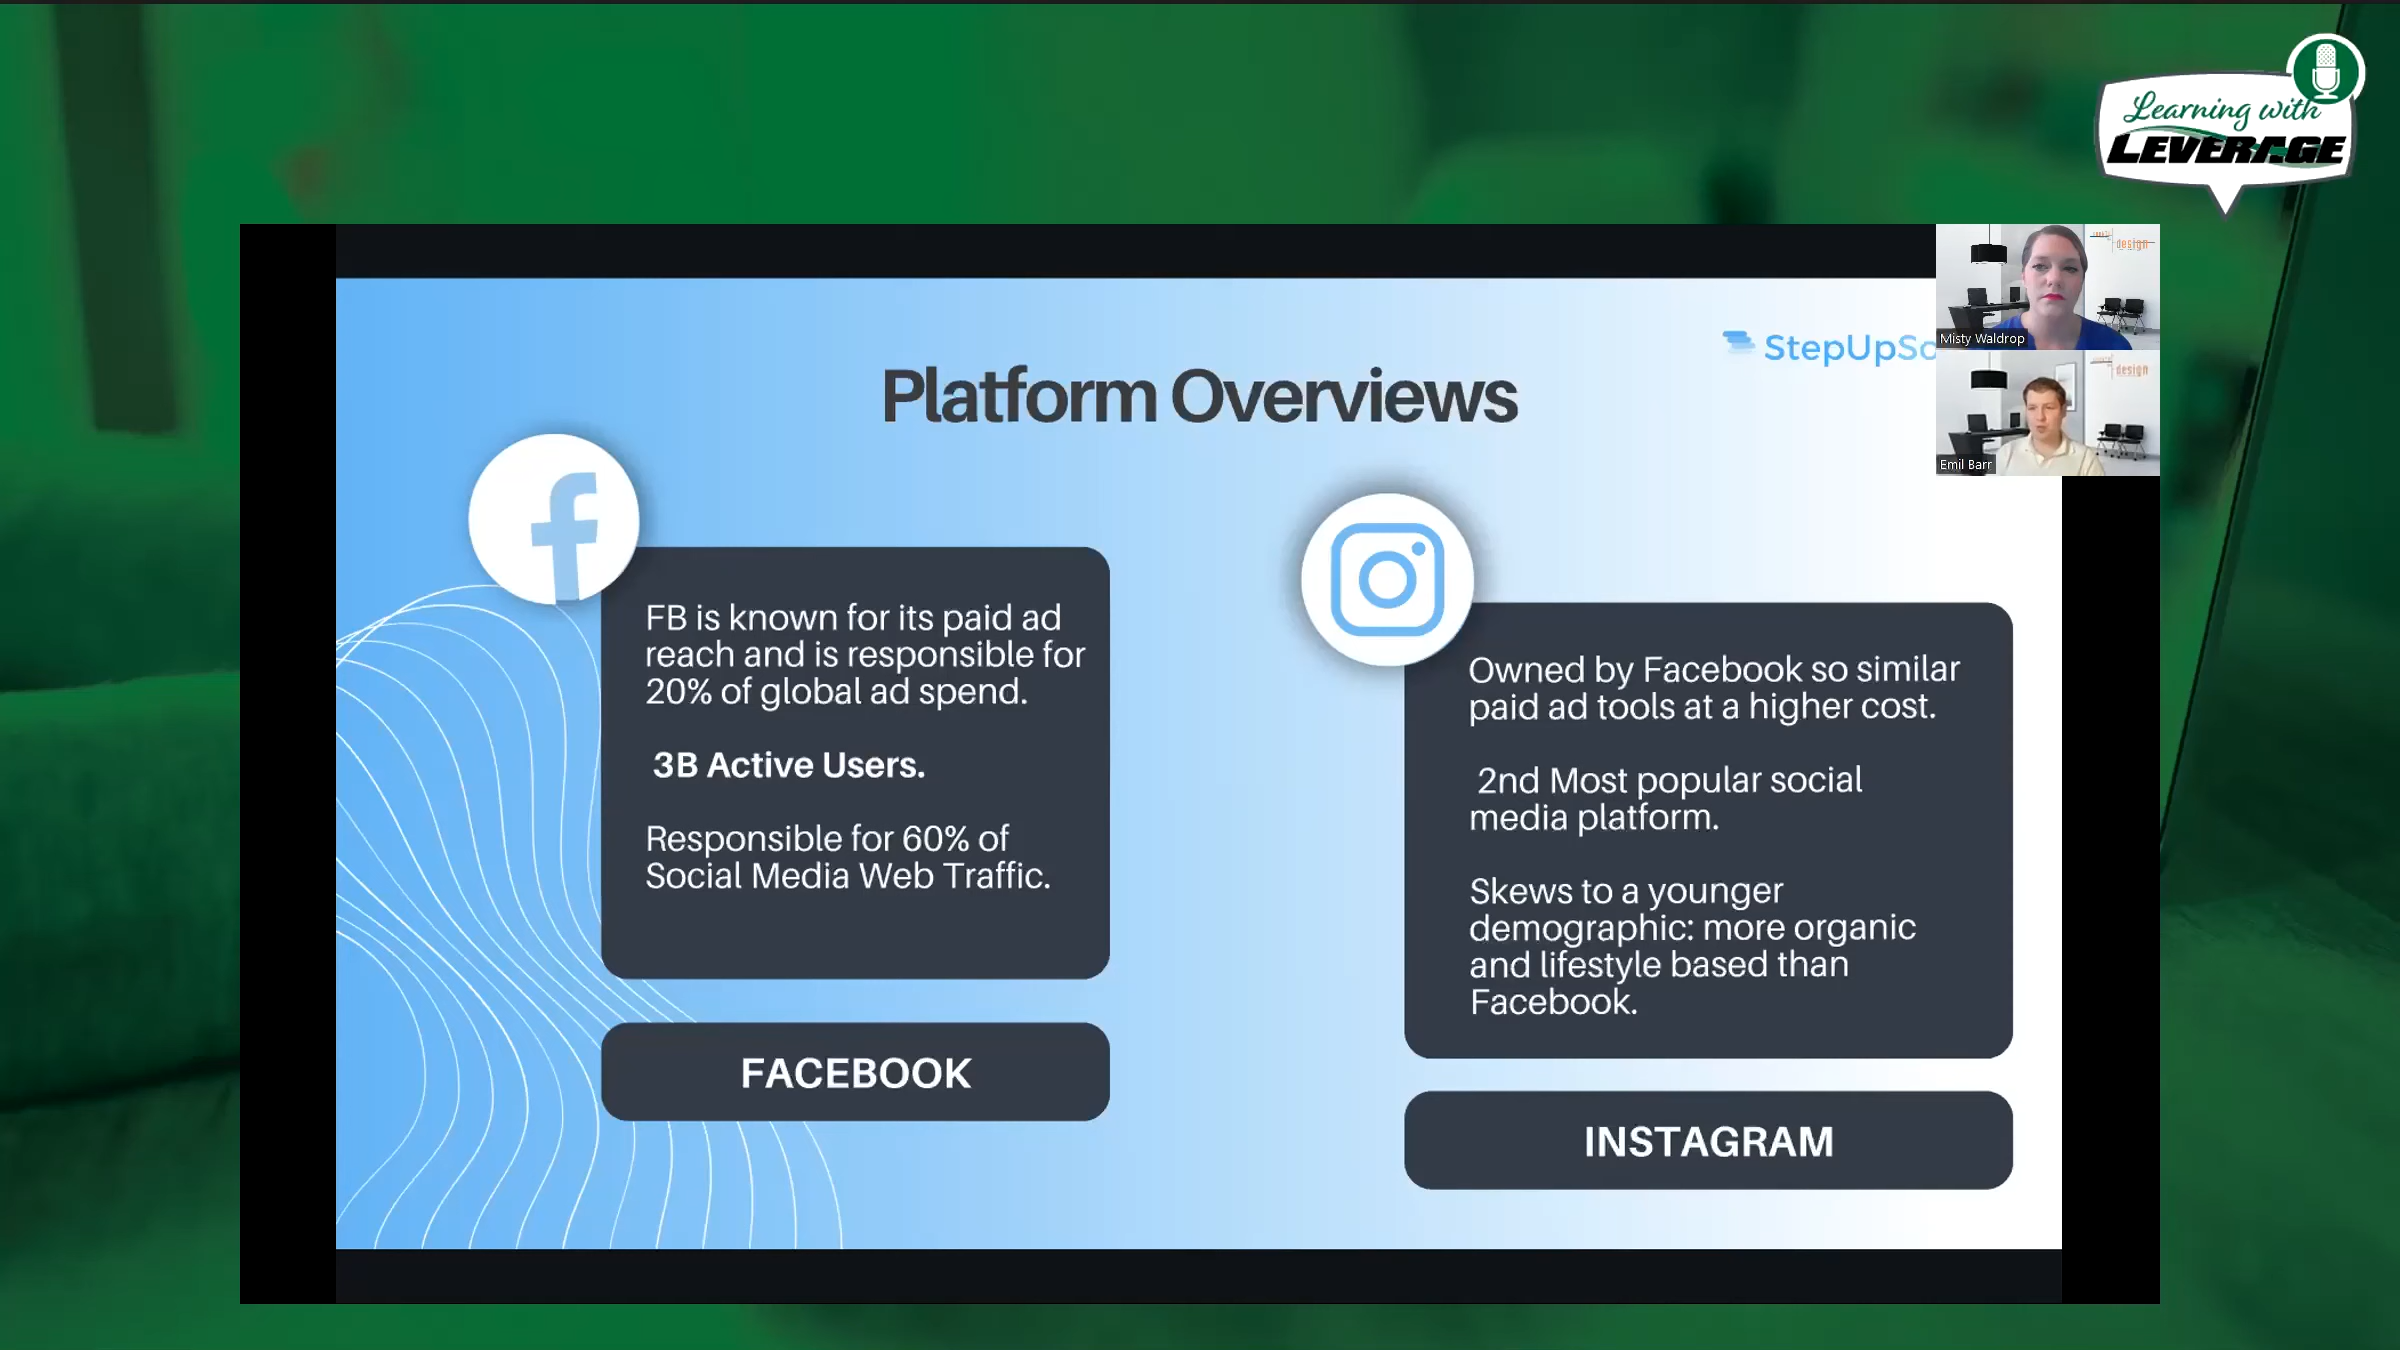 Learning with
LEVERAGE
design
Misty Waldrop
design
Emil Barr
Platform Overviews
FB is known for its paid ad
reach and is responsible for
20% of global ad spend.
3B Active Users.
Responsible for 60% of
Social Media Web Traffic.
FACEBOOK
Owned by Facebook so similar
paid ad tools at a higher cost.
2nd Most popular social
media platform.
Skews to a younger
demographic: more organic
and lifestyle based than
Facebook.
INSTAGRAM